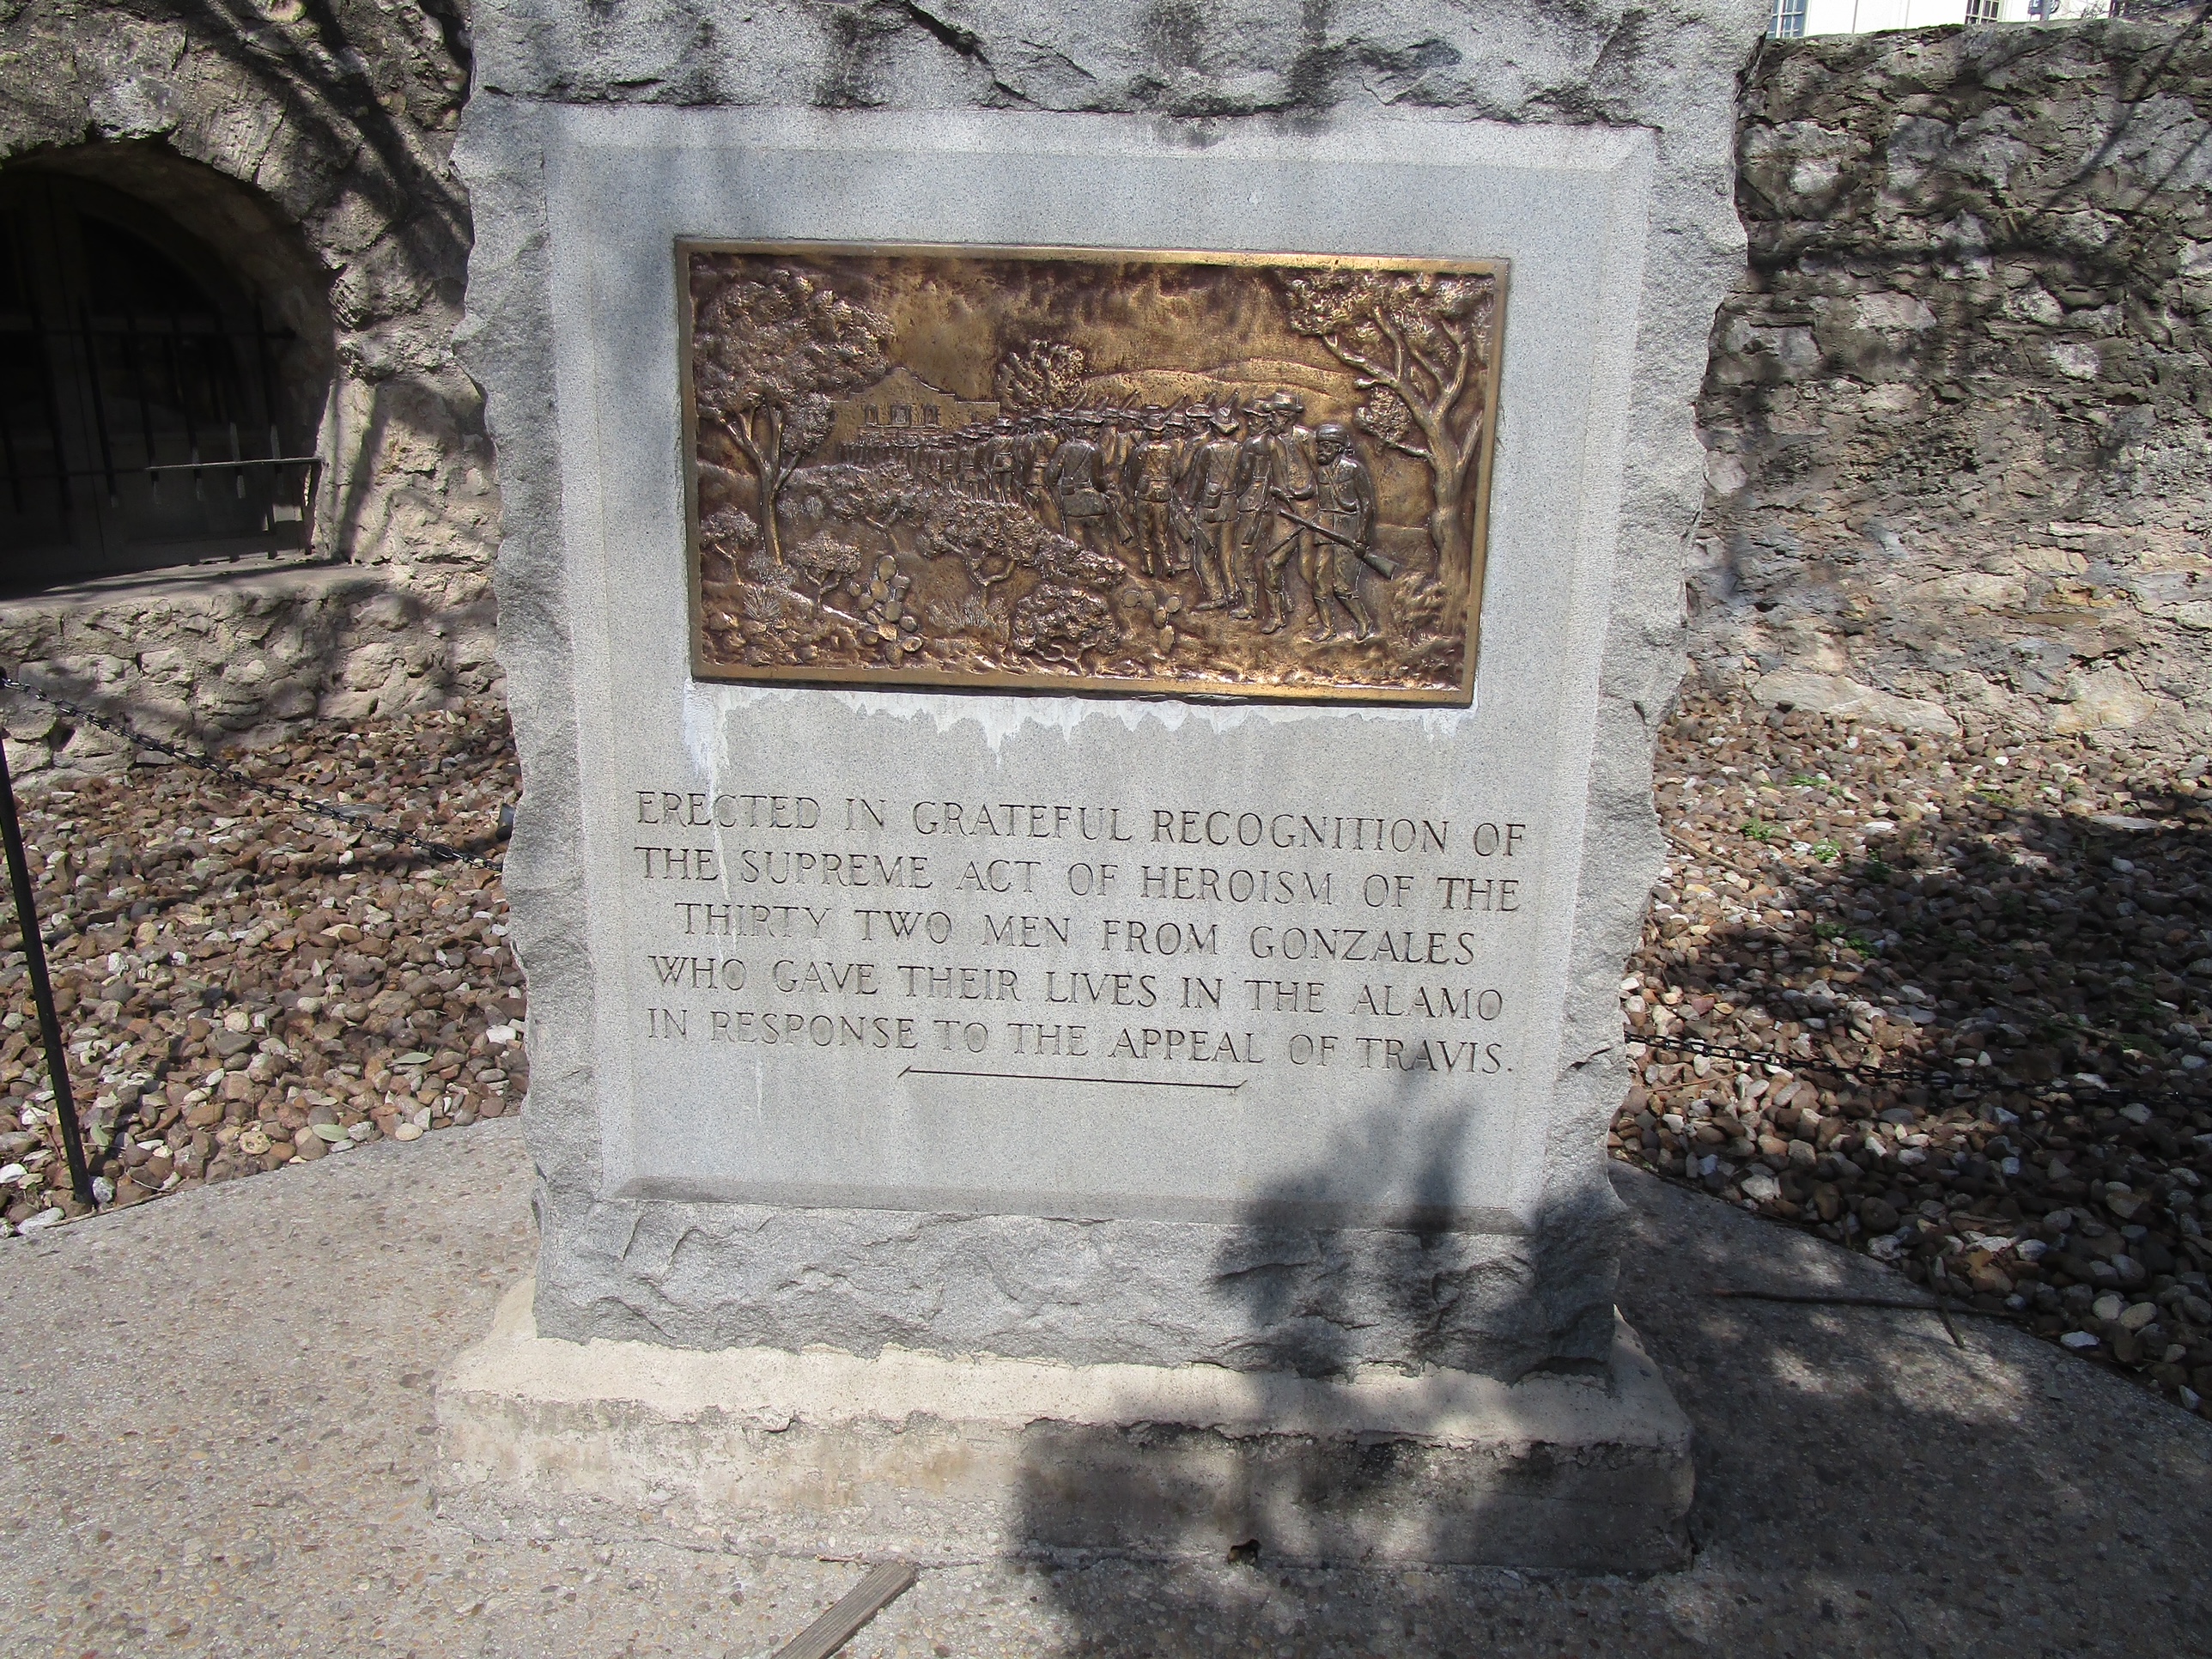 ERECTED IN GRATEFUL RECOGNITION OF
THE SUPREME ACT OF HEROISM OF THE
THIRTY TWO MEN FROM GONZALES
WHO GAVE THEIR LIVES IN THE ALAMO
IN RESPONSE TO THE APPEAL OF TRAVIS.